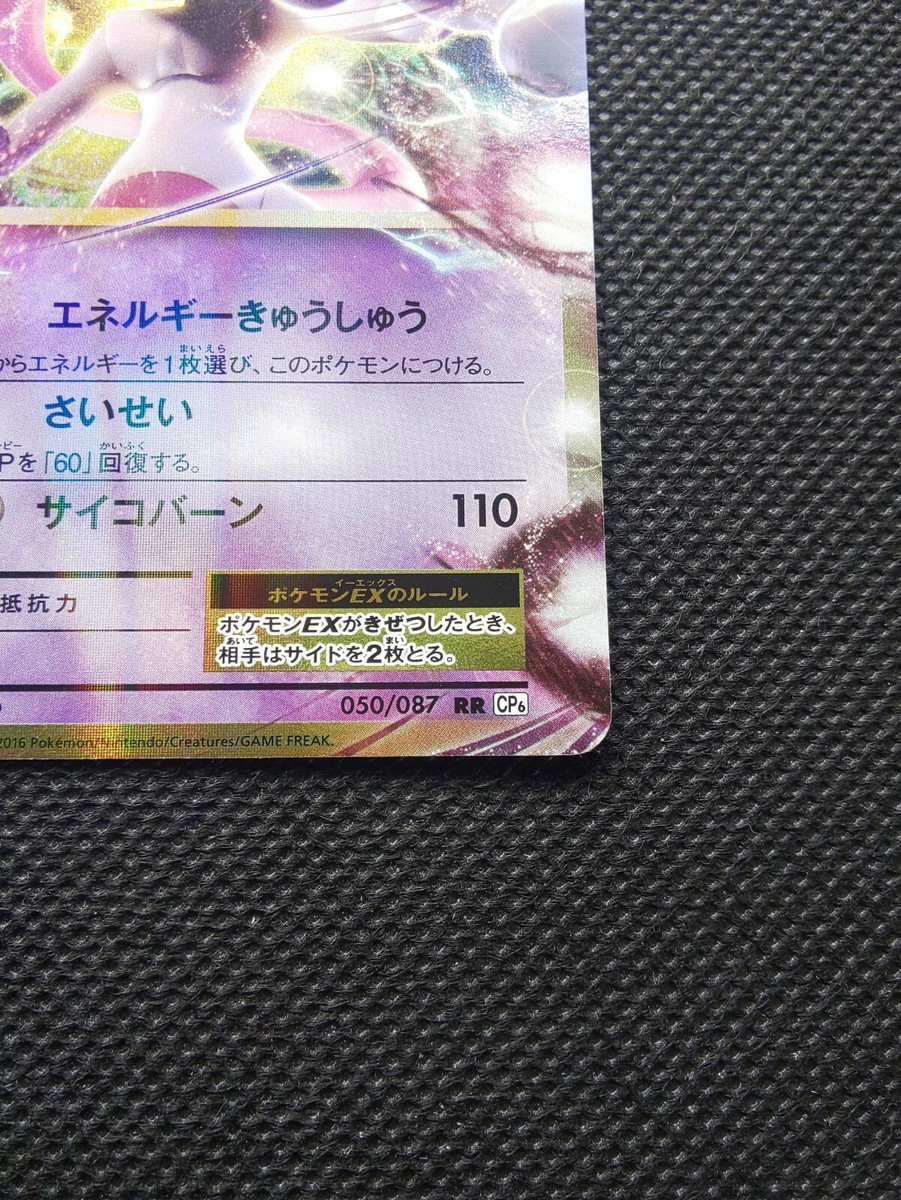 エネルギーきゅうしゅう
まいえら
からエネルギーを1枚選び、このポケモンにつける。
さいせい
ピー かいふく
Pを「60」回復する。
サイコバーン 110
抵抗力
イーエックス
ポケモンEXのルール
ポケモンEXがきぜつしたとき、
あいて まい
相手はサイドを2枚とる。
050/087 RR CP6
2016 Pokémon/Nintendo/Creatures/GAME FREAK.